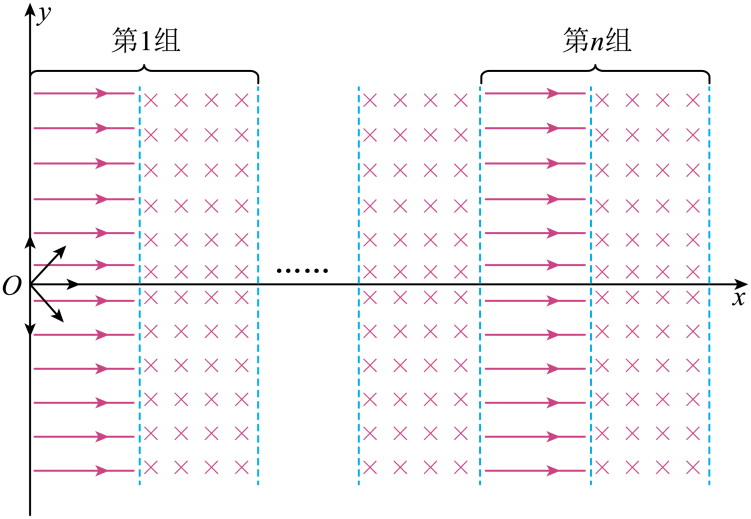 y
第1组
第n组
......
O
x